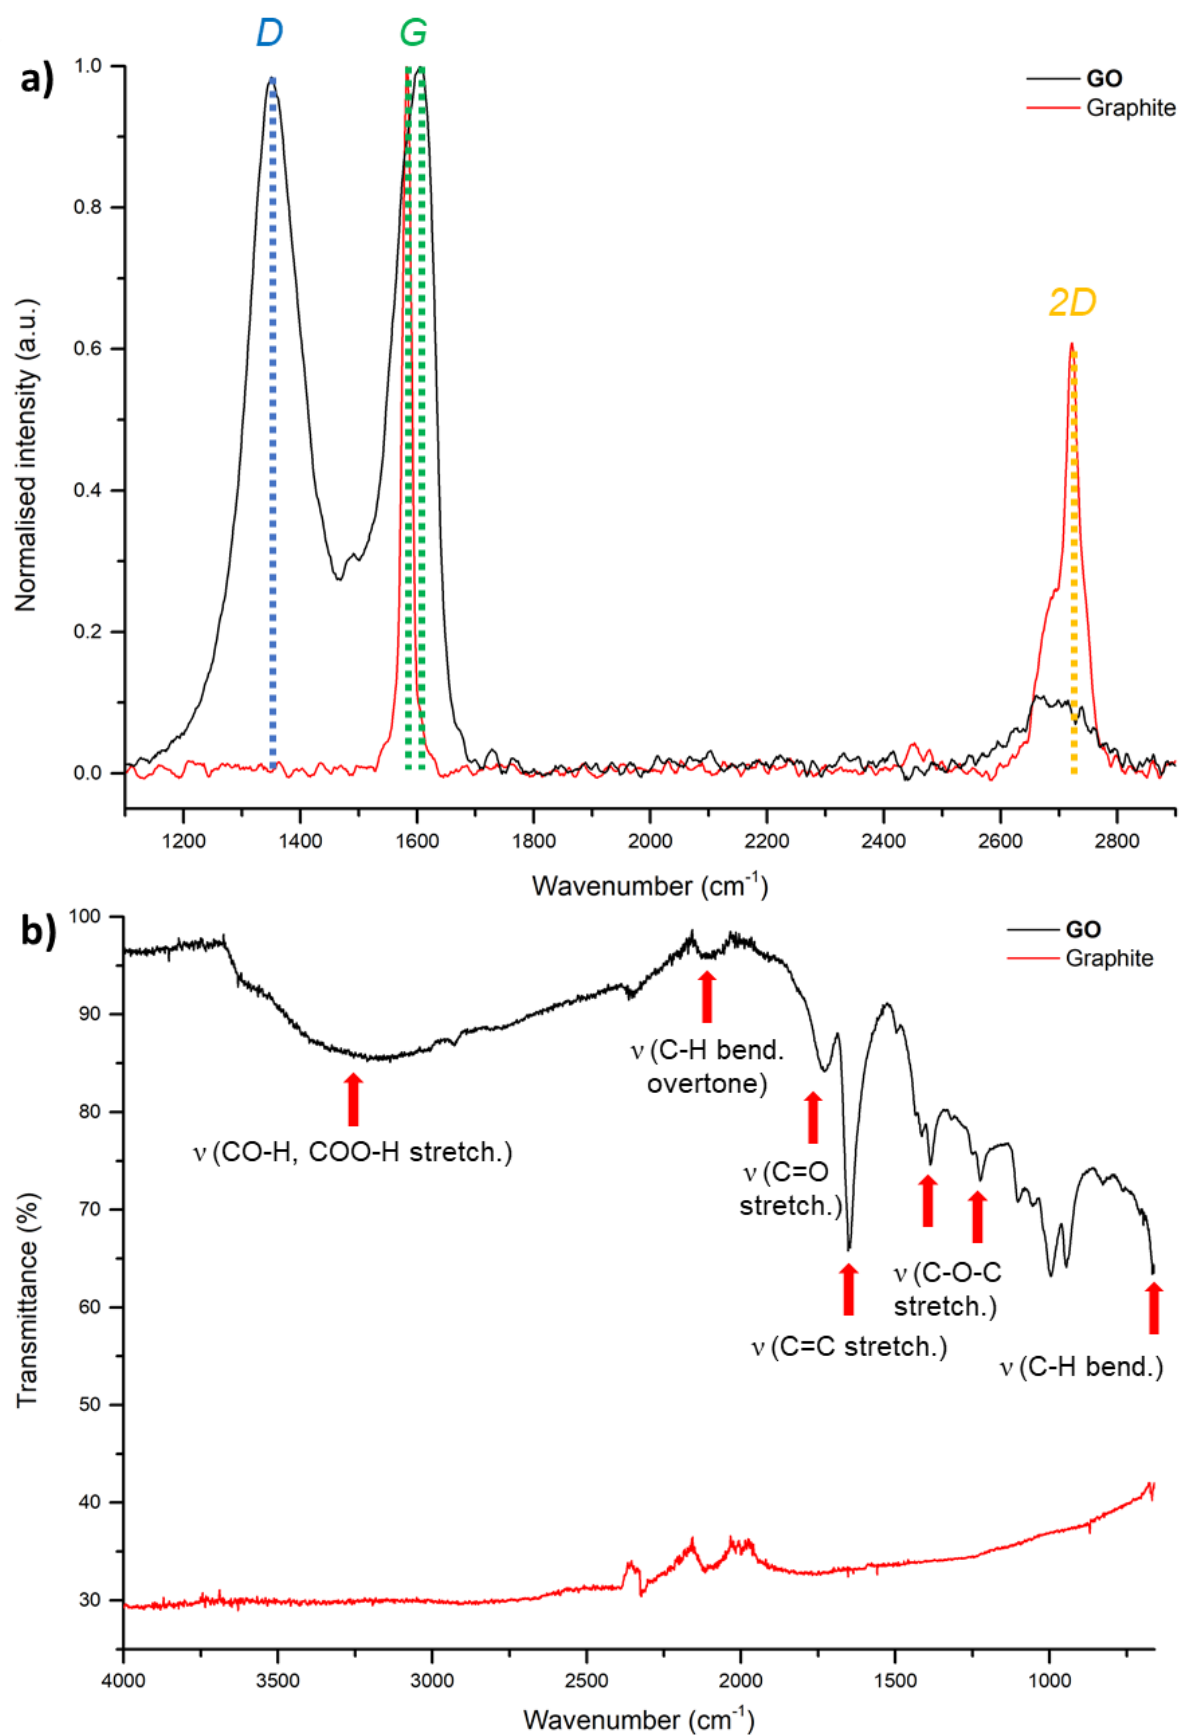 D G
a)
GO
Graphite
2D
1.0
0.8
0.6
0.4
0.2
0.0
Normalised intensity (a.u.)
1200 1400 1600 1800 2000 2200 2400 2600 2800
Wavenumber (cm⁻¹)
b)
GO
Graphite
100
90
80
70
60
50
40
30
Transmittance (%)
ν (CO-H, COO-H stretch.)
ν (C-H bend.
overtone)
ν (C=O
stretch.)
ν (C=C stretch.)
ν (C-O-C
stretch.)
ν (C-H bend.)
4000 3500 3000 2500 2000 1500 1000
Wavenumber (cm⁻¹)